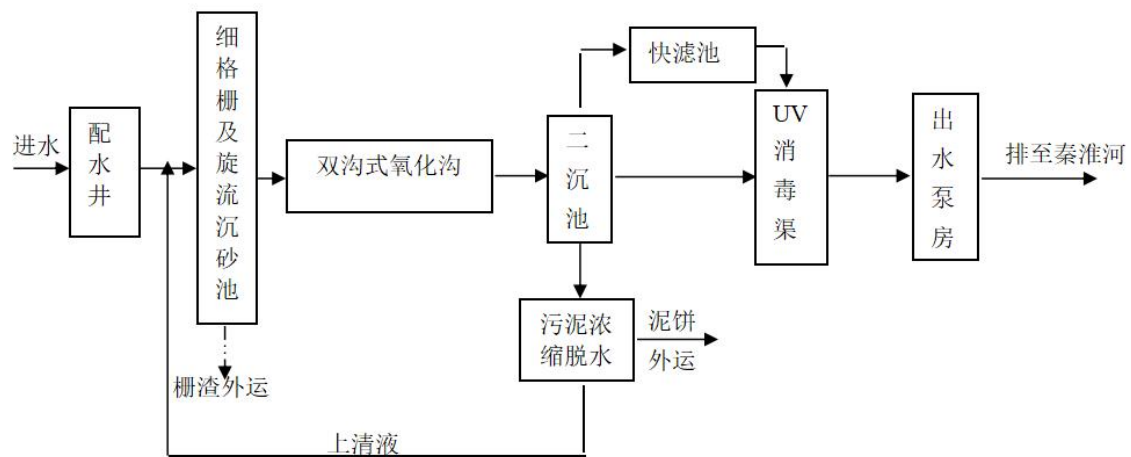 进水
配水井
细格栅及旋流沉砂池
栅渣外运
双沟式氧化沟
二沉池
快滤池
UV
消毒渠
出水泵房
排至秦淮河
污泥浓
缩脱水
泥饼
外运
上清液